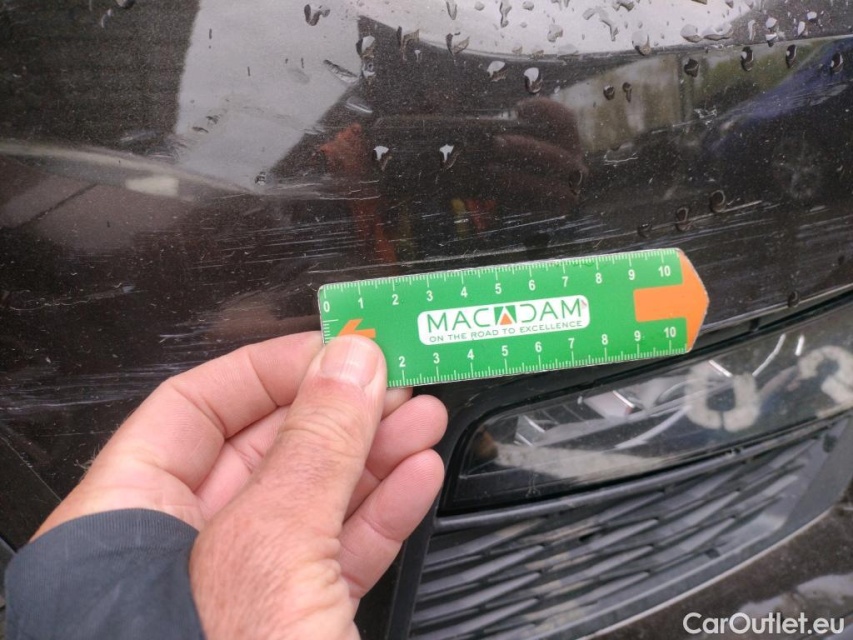 0 1 2 3 4 5 6 7 8 9 10
MACADAM
ON THE ROAD TO EXCELLENCE
2 3 4 5 6 7 8 9 10
CarOutlet.eu